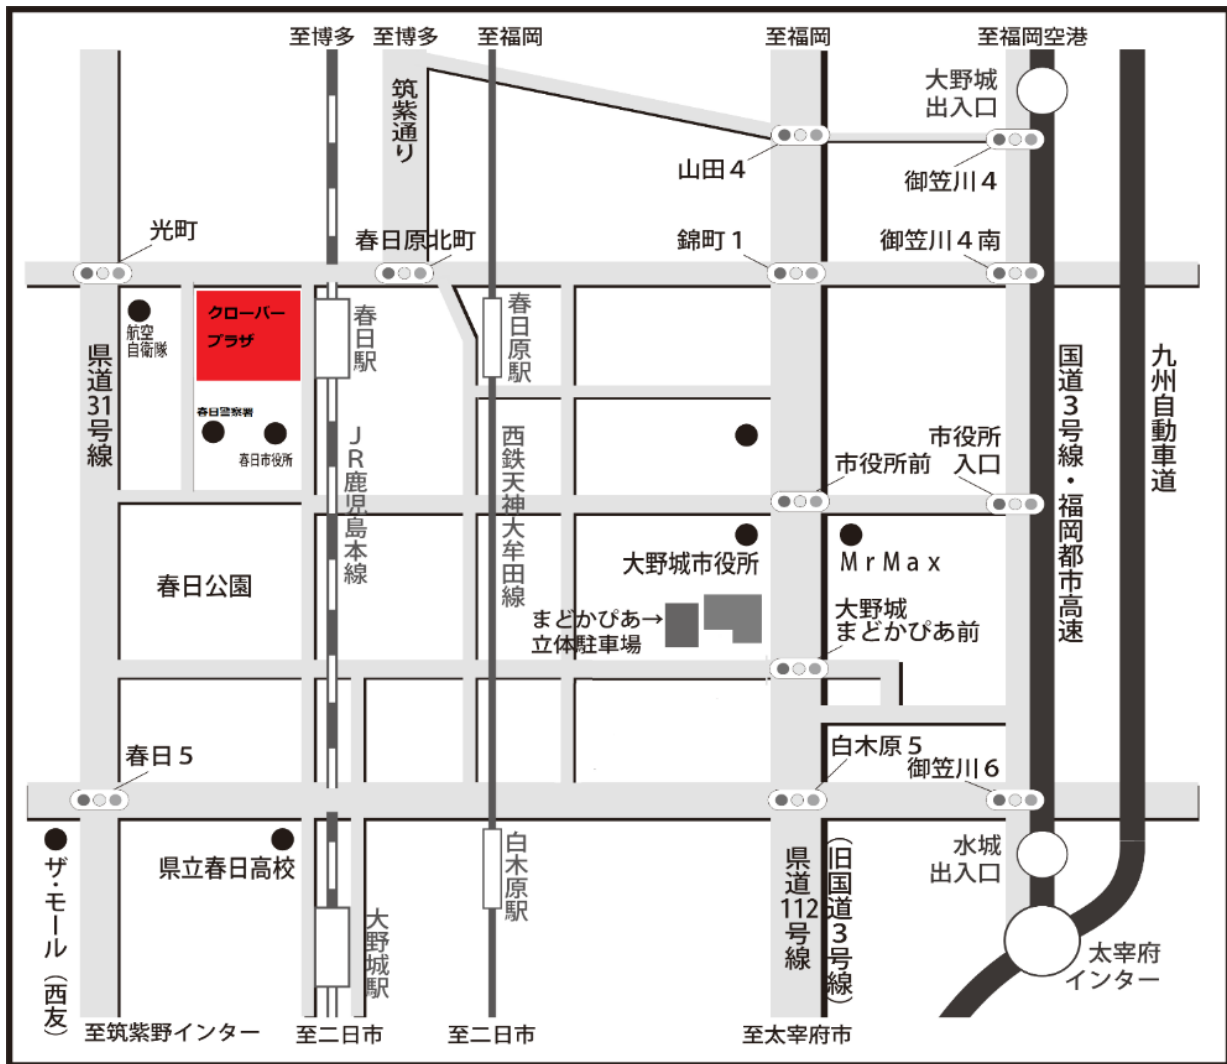 至博多
至博多
至福岡
至福岡
至福岡空港
筑紫通り
大野城
出入口
山田4
御笠川4
光町
春日原北町
錦町1
御笠川4南
航空
自衛隊
クローバー
プラザ
春日駅
春日原駅
県道31号線
国道3号線・福岡都市高速
九州自動車道
春日警察署
春日市役所
JR鹿児島本線
西鉄天神大牟田線
市役所前
市役所
入口
春日公園
大野城市役所
MrMax
まどかぴあ→
立体駐車場
大野城
まどかぴあ前
春日5
白木原5
御笠川6
ザ・モール(西友)
県立春日高校
大野城駅
白木原駅
県道112号線
(旧国道3号線)
水城
出入口
太宰府
インター
至筑紫野インター
至二日市
至二日市
至太宰府市